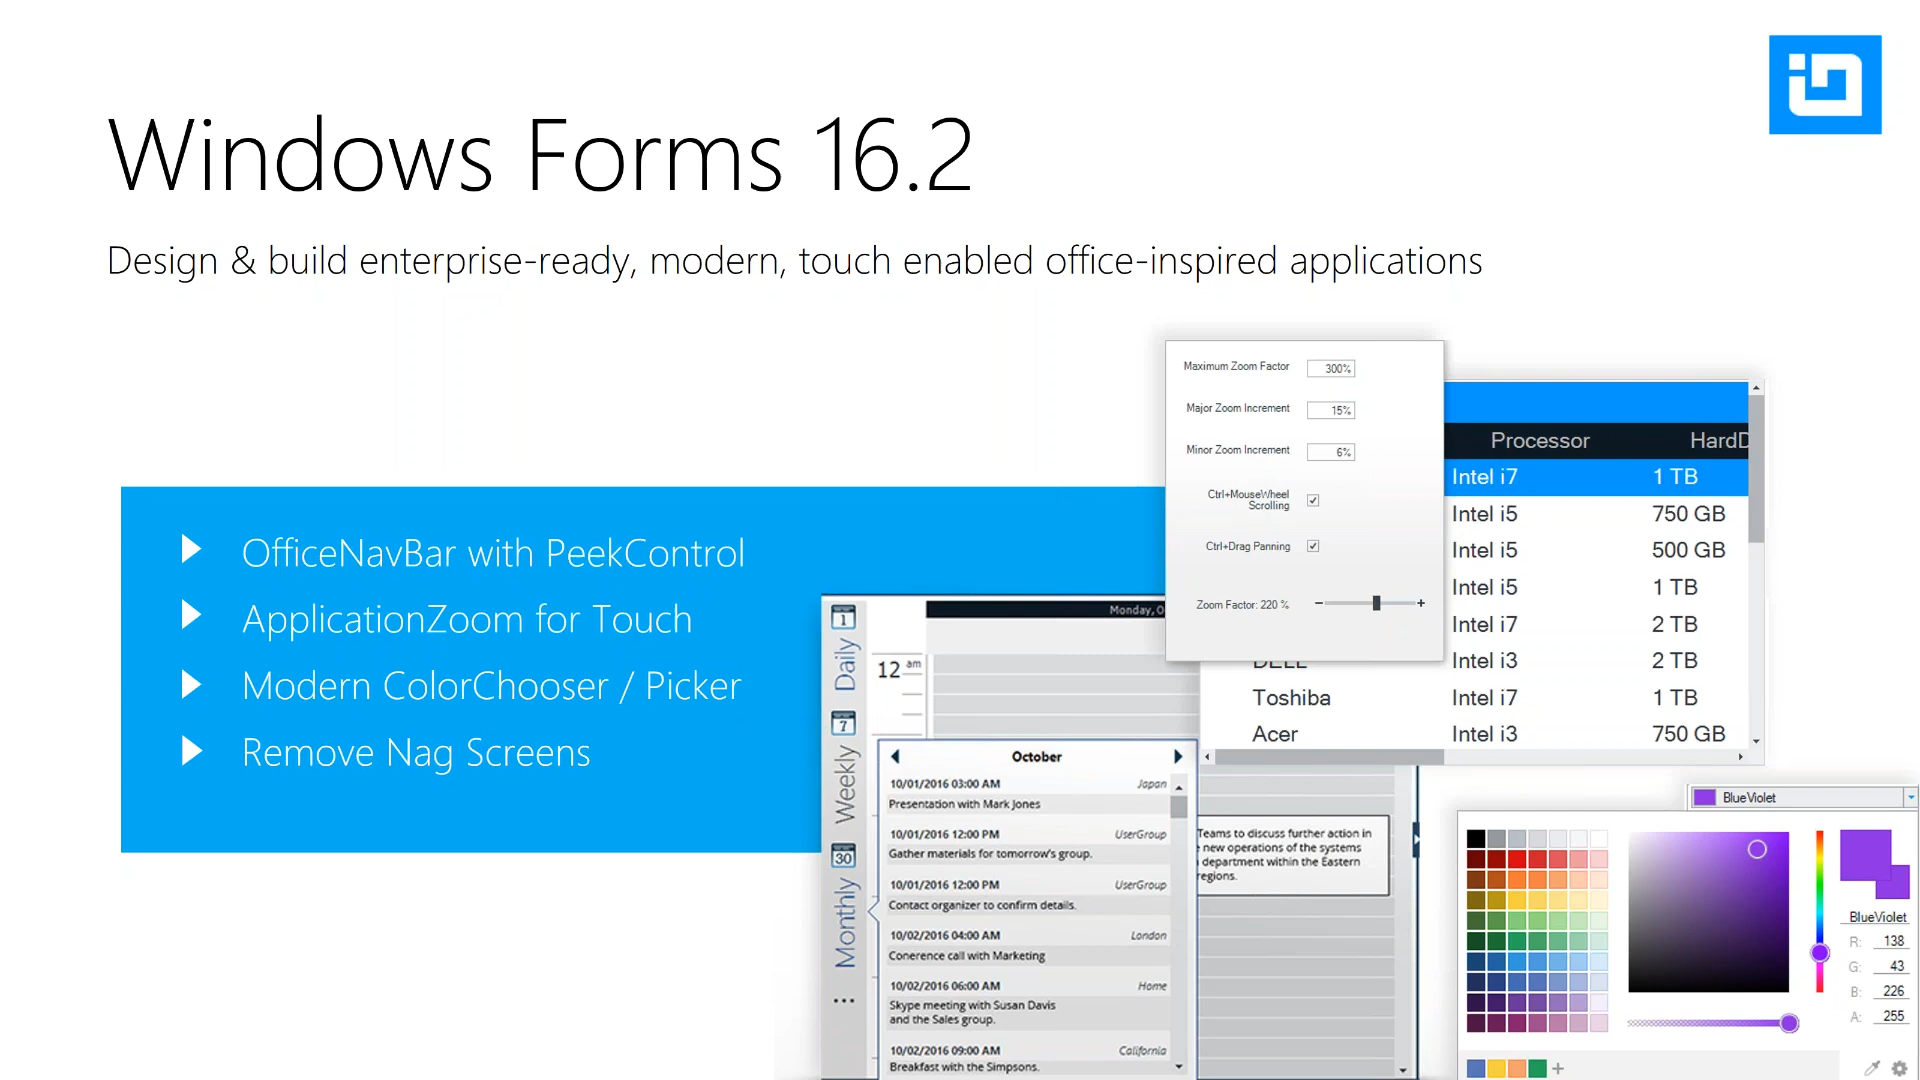 Windows Forms 16.2
Design & build enterprise-ready, modern, touch enabled office-inspired applications
OfficeNavBar with PeekControl
ApplicationZoom for Touch
Modern ColorChooser / Picker
Remove Nag Screens
Maximum Zoom Factor 300%
Major Zoom Increment 15%
Minor Zoom Increment 6%
Ctrl+MouseWheel
Scrolling
Ctrl+Drag Panning
Zoom Factor: 220 % - +
Processor HardD
Intel i7 1 TB
Intel i5 750 GB
Intel i5 500 GB
Intel i5 1 TB
Intel i7 2 TB
DELL Intel i3 2 TB
Toshiba Intel i7 1 TB
Acer Intel i3 750 GB
1
Daily
7
Weekly
30
Monthly
...
Monday, O
12 am
October
10/01/2016 03:00 AM Japan
Presentation with Mark Jones
10/01/2016 12:00 PM UserGroup
Gather materials for tomorrow's group.
10/01/2016 12:00 PM UserGroup
Contact organizer to confirm details.
10/02/2016 04:00 AM London
Conerence call with Marketing
10/02/2016 06:00 AM Home
Skype meeting with Susan Davis
and the Sales group.
10/02/2016 09:00 AM California
Breakfast with the Simpsons.
Teams to discuss further action in
new operations of the systems
department within the Eastern
regions.
BlueViolet
BlueViolet
R: 138
G: 43
B: 226
A: 255